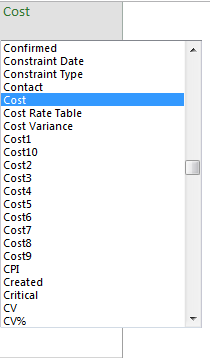 Cost
Confirmed
Constraint Date
Constraint Type
Contact
Cost
Cost Rate Table
Cost Variance
Cost1
Cost10
Cost2
Cost3
Cost4
Cost5
Cost6
Cost7
Cost8
Cost9
CPI
Created
Critical
CV
CV%